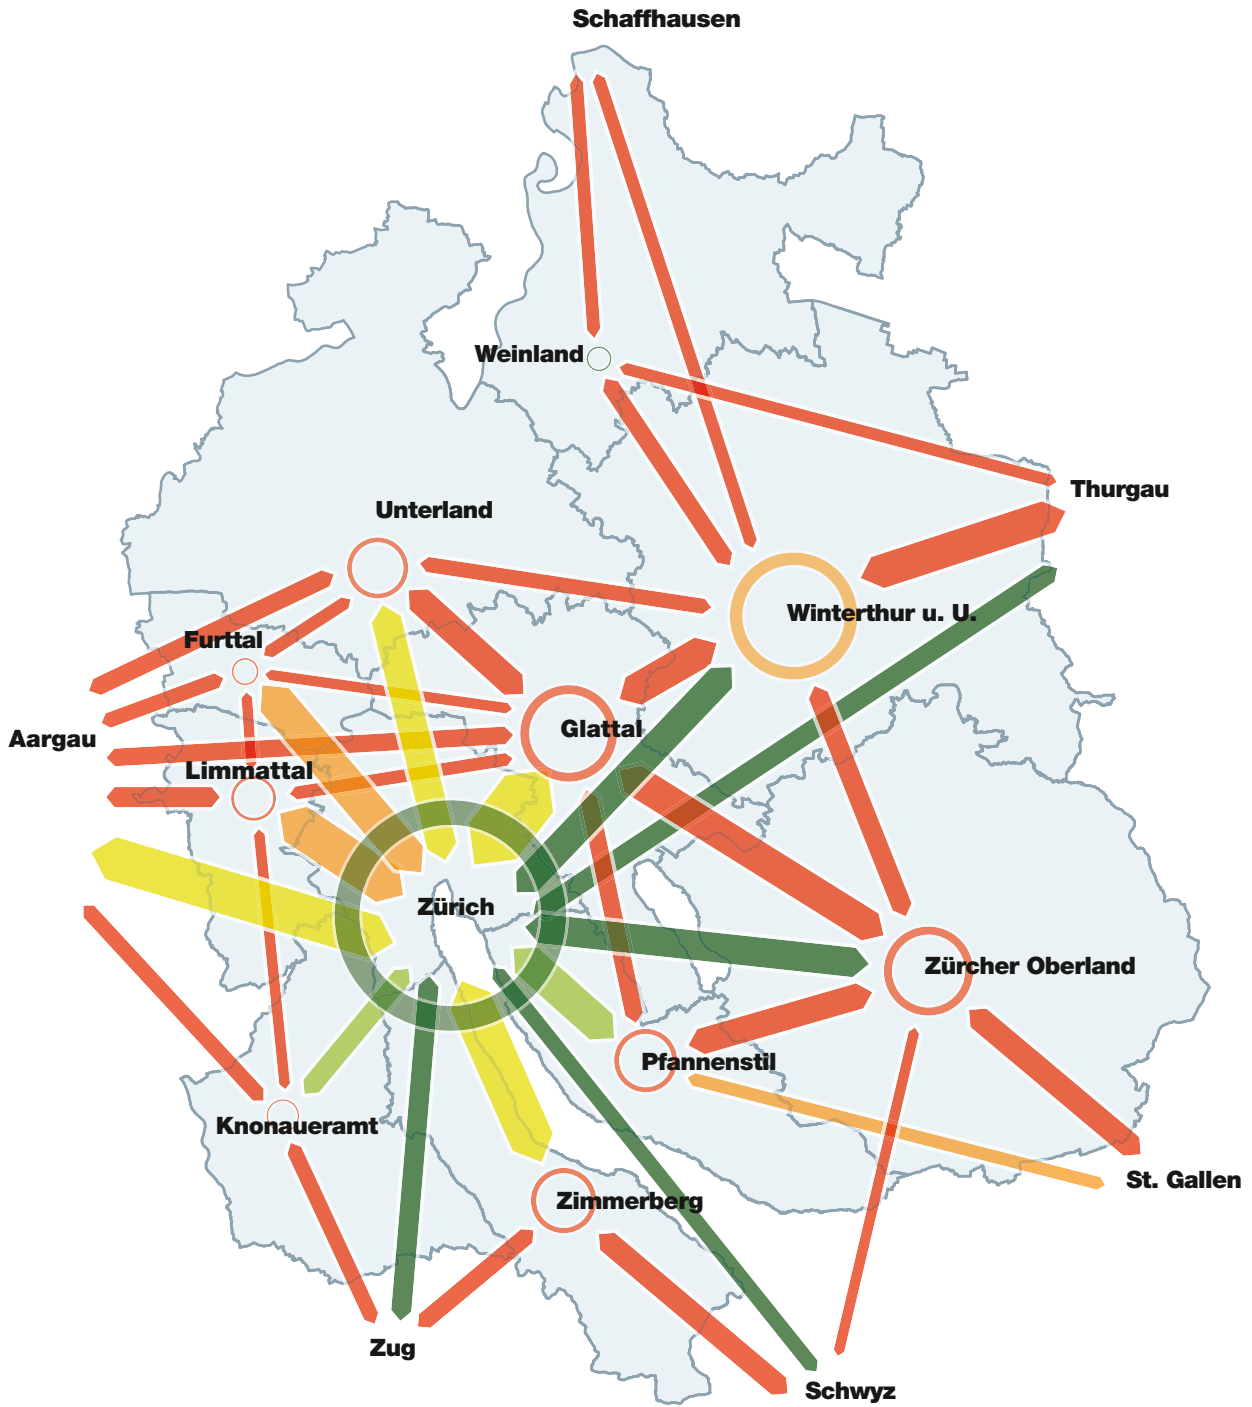 Schaffhausen
Weinland
Thurgau
Unterland
Winterthur u. U.
Furttal
Glattal
Aargau
Limmattal
Zürich
Zürcher Oberland
Pfannenstil
Knonaueramt
St. Gallen
Zimmerberg
Zug
Schwyz